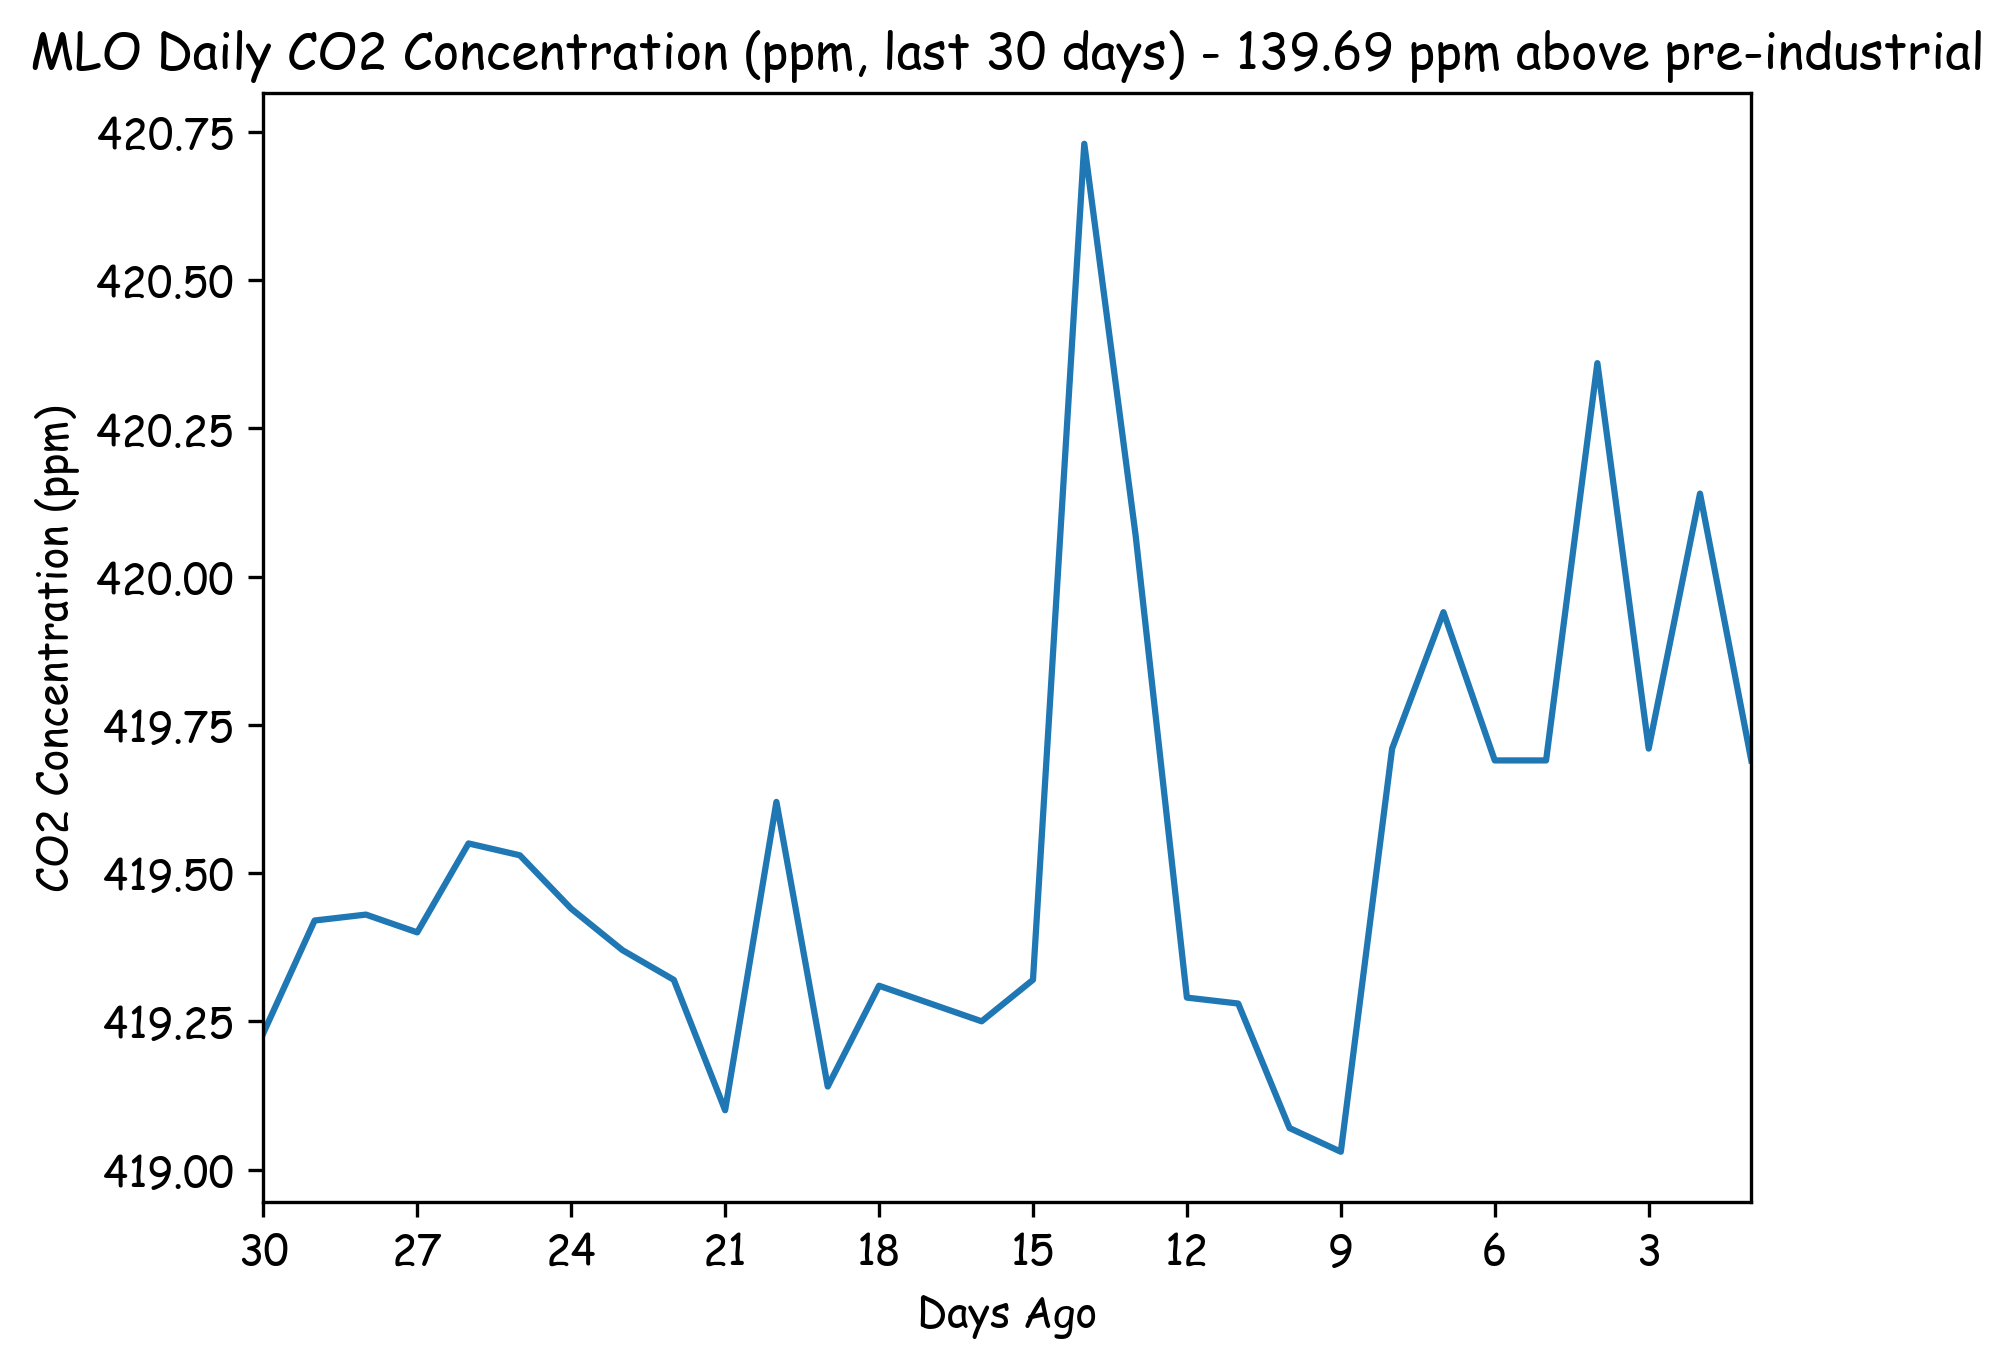 MLO Daily CO2 Concentration (ppm, last 30 days) - 139.69 ppm above pre-industrial
420.75
420.50
420.25
420.00
419.75
419.50
419.25
419.00
CO2 Concentration (ppm)
30 27 24 21 18 15 12 9 6 3
Days Ago